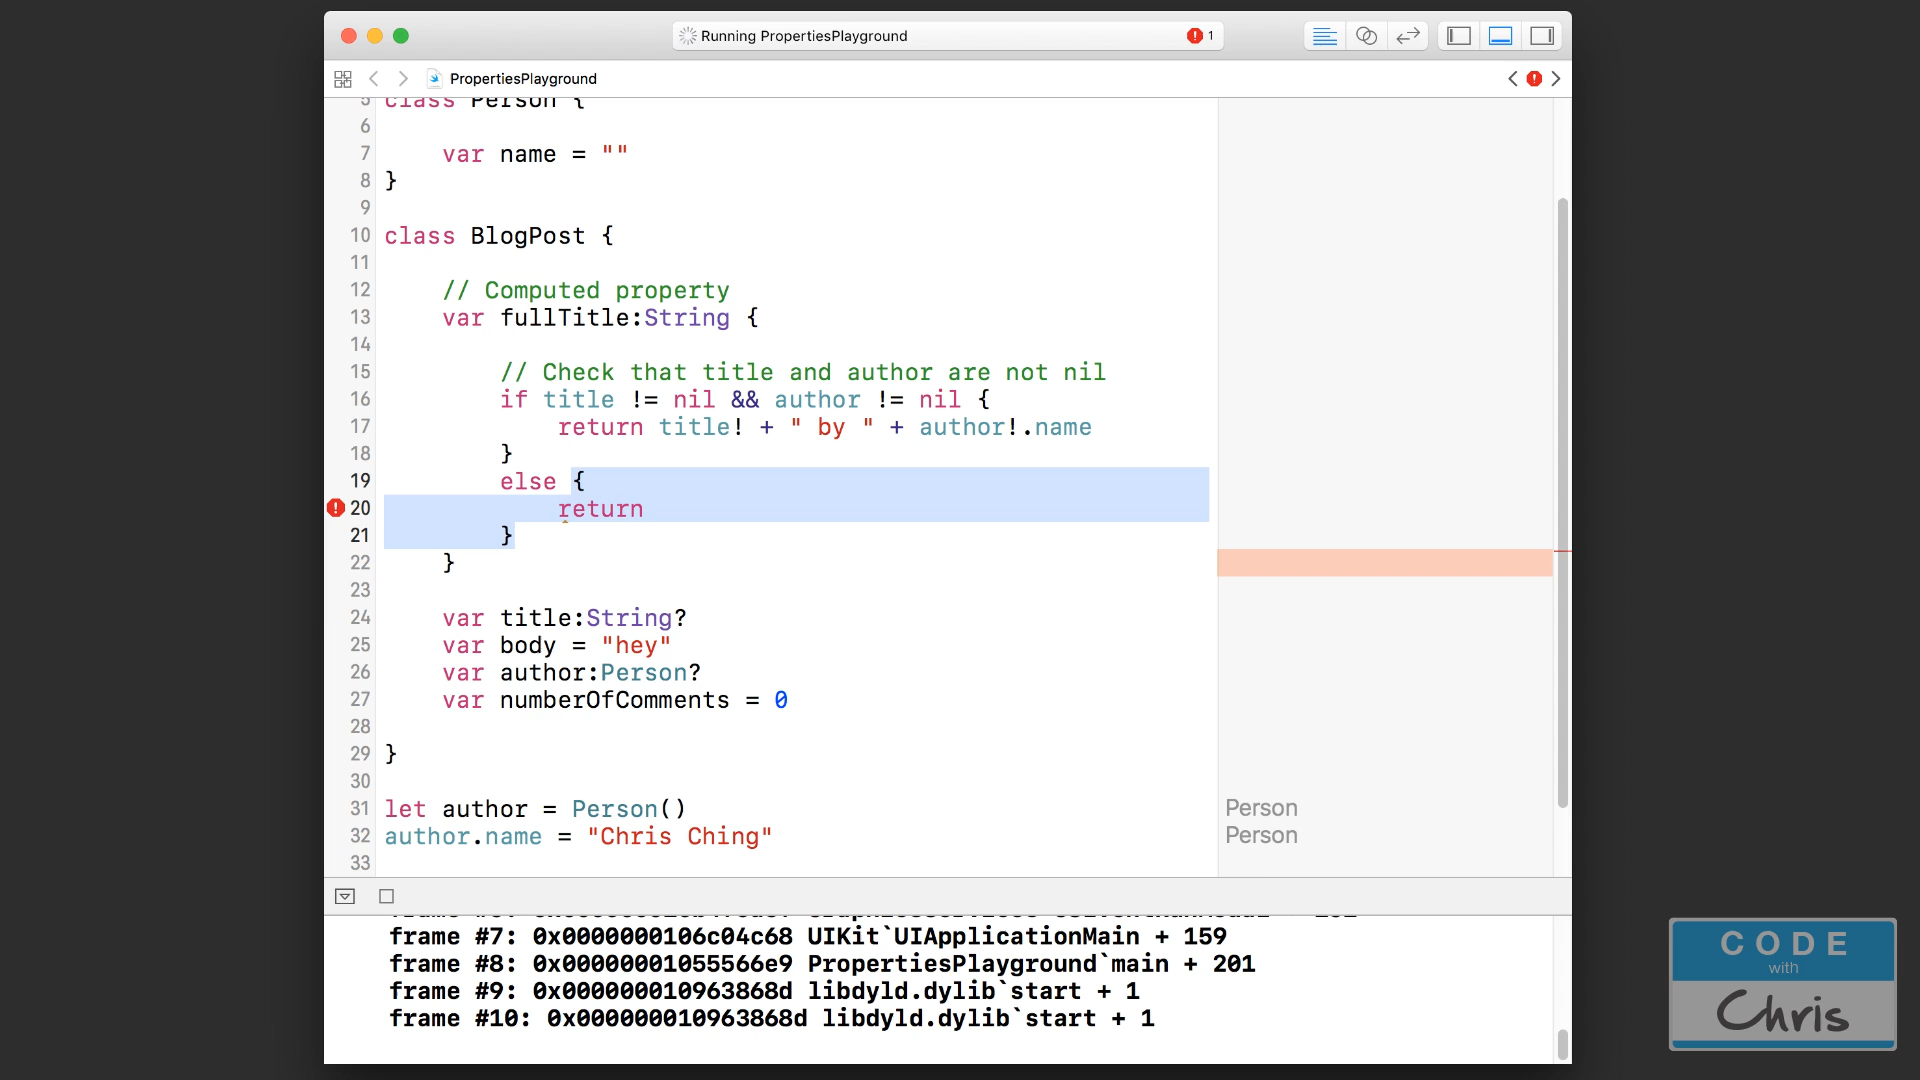 Running PropertiesPlayground
1
PropertiesPlayground
5 class Person {
6
7 var name = ""
8 }
9
10 class BlogPost {
11
12 // Computed property
13 var fullTitle:String {
14
15 // Check that title and author are not nil
16 if title != nil && author != nil {
17 return title! + " by " + author!.name
18 }
19 else {
20 return
21 }
22 }
23
24 var title:String?
25 var body = "hey"
26 var author:Person?
27 var numberOfComments = 0
28
29 }
30
31 let author = Person() Person
32 author.name = "Chris Ching" Person
33
frame #7: 0x0000000106c04c68 UIKit`UIApplicationMain + 159
frame #8: 0x00000001055566e9 PropertiesPlayground`main + 201
frame #9: 0x000000010963868d libdyld.dylib`start + 1
frame #10: 0x000000010963868d libdyld.dylib`start + 1
CODE
with
Chris